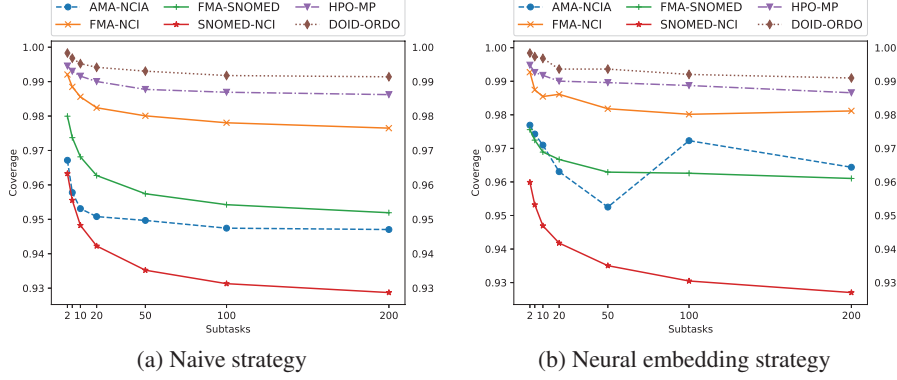 AMA-NCIA FMA-SNOMED HPO-MP
FMA-NCI SNOMED-NCI DOID-ORDO
1.00 1.00
0.99 0.99
0.98 0.98
0.97 0.97
0.96 0.96
0.95 0.95
0.94 0.94
0.93 0.93
Coverage
2 10 20 50 100 200
Subtasks
(a) Naive strategy
AMA-NCIA FMA-SNOMED HPO-MP
FMA-NCI SNOMED-NCI DOID-ORDO
1.00 1.00
0.99 0.99
0.98 0.98
0.97 0.97
0.96 0.96
0.95 0.95
0.94 0.94
0.93 0.93
Coverage
2 10 20 50 100 200
Subtasks
(b) Neural embedding strategy